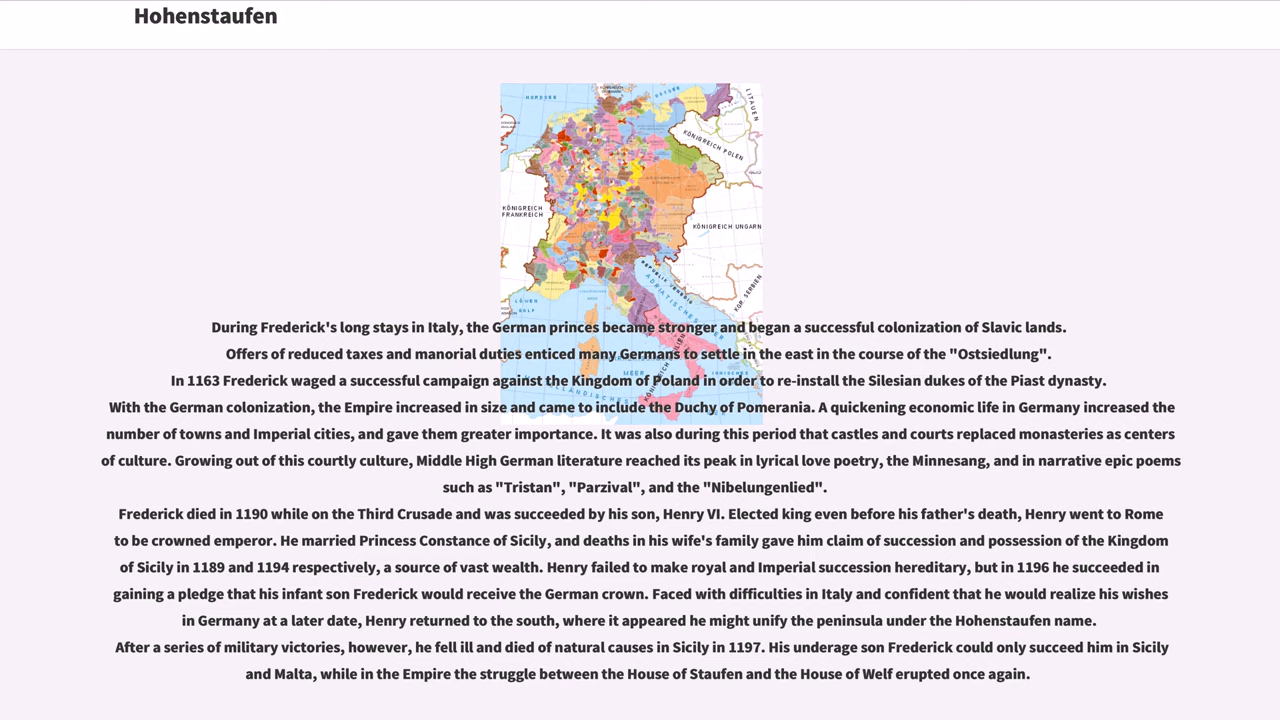 Hohenstaufen
NORDSEE
OSTSEE
LITAUEN
KÖNIGREICH POLEN
KÖNIGREICH
FRANKREICH
KÖNIGREICH UNGARN
REPUBLIK VENEDIG
ADRIATISCHES
KGR. SERBIEN
GOLF
During Frederick's long stays in Italy, the German princes became stronger and began a successful colonization of Slavic lands.
Offers of reduced taxes and manorial duties enticed many Germans to settle in the east in the course of the "Ostsiedlung".
In 1163 Frederick waged a successful campaign against the Kingdom of Poland in order to re-install the Silesian dukes of the Piast dynasty.
With the German colonization, the Empire increased in size and came to include the Duchy of Pomerania. A quickening economic life in Germany increased the
number of towns and Imperial cities, and gave them greater importance. It was also during this period that castles and courts replaced monasteries as centers
of culture. Growing out of this courtly culture, Middle High German literature reached its peak in lyrical love poetry, the Minnesang, and in narrative epic poems
such as "Tristan", "Parzival", and the "Nibelungenlied".
Frederick died in 1190 while on the Third Crusade and was succeeded by his son, Henry VI. Elected king even before his father's death, Henry went to Rome
to be crowned emperor. He married Princess Constance of Sicily, and deaths in his wife's family gave him claim of succession and possession of the Kingdom
of Sicily in 1189 and 1194 respectively, a source of vast wealth. Henry failed to make royal and Imperial succession hereditary, but in 1196 he succeeded in
gaining a pledge that his infant son Frederick would receive the German crown. Faced with difficulties in Italy and confident that he would realize his wishes
in Germany at a later date, Henry returned to the south, where it appeared he might unify the peninsula under the Hohenstaufen name.
After a series of military victories, however, he fell ill and died of natural causes in Sicily in 1197. His underage son Frederick could only succeed him in Sicily
and Malta, while in the Empire the struggle between the House of Staufen and the House of Welf erupted once again.